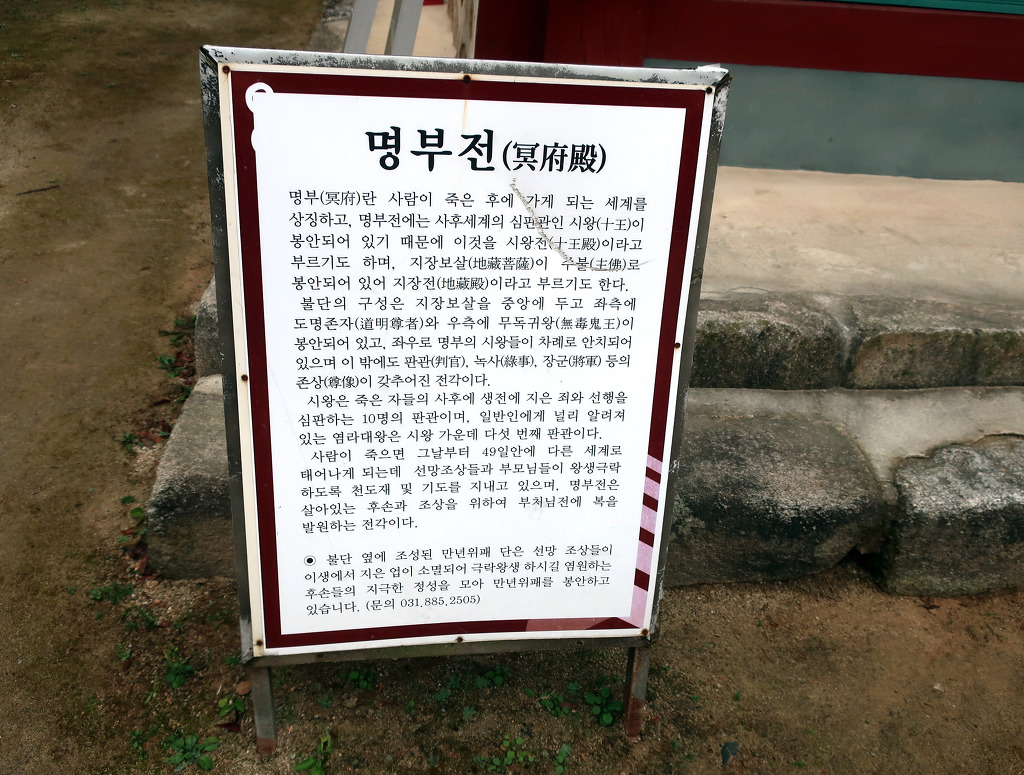 명부전(冥府殿)
명부(冥府)란 사람이 죽은 후에 가게 되는 세계를
상징하고, 명부전에는 사후세계의 심판관인 시왕(十王)이
봉안되어 있기 때문에 이것을 시왕전(十王殿)이라고
부르기도 하며, 지장보살(地藏菩薩)이 주불(主佛)로
봉안되어 있어 지장전(地藏殿)이라고 부르기도 한다.
불단의 구성은 지장보살을 중앙에 두고 좌측에
도명존자(道明尊者)와 우측에 무독귀왕(無毒鬼王)이
봉안되어 있고, 좌우로 명부의 시왕들이 차례로 안치되어
있으며 이 밖에도 판관(判官), 녹사(綠事), 장군(將軍) 등의
존상(尊像)이 갖추어진 전각이다.
시왕은 죽은 자들의 사후에 생전에 지은 죄와 선행을
심판하는 10명의 판관이며, 일반인에게 널리 알려져
있는 염라대왕은 시왕 가운데 다섯 번째 판관이다.
사람이 죽으면 그날부터 49일안에 다른 세계로
태어나게 되는데 선망조상들과 부모님들이 왕생극락
하도록 천도재 및 기도를 지내고 있으며, 명부전은
살아있는 후손과 조상을 위하여 부처님전에 복을
발원하는 전각이다.
◉ 불단 옆에 조성된 만년위패 단은 선망 조상들이
이생에서 지은 업이 소멸되어 극락왕생 하시길 염원하는
후손들의 지극한 정성을 모아 만년위패를 봉안하고
있습니다. (문의 031.885.2505)